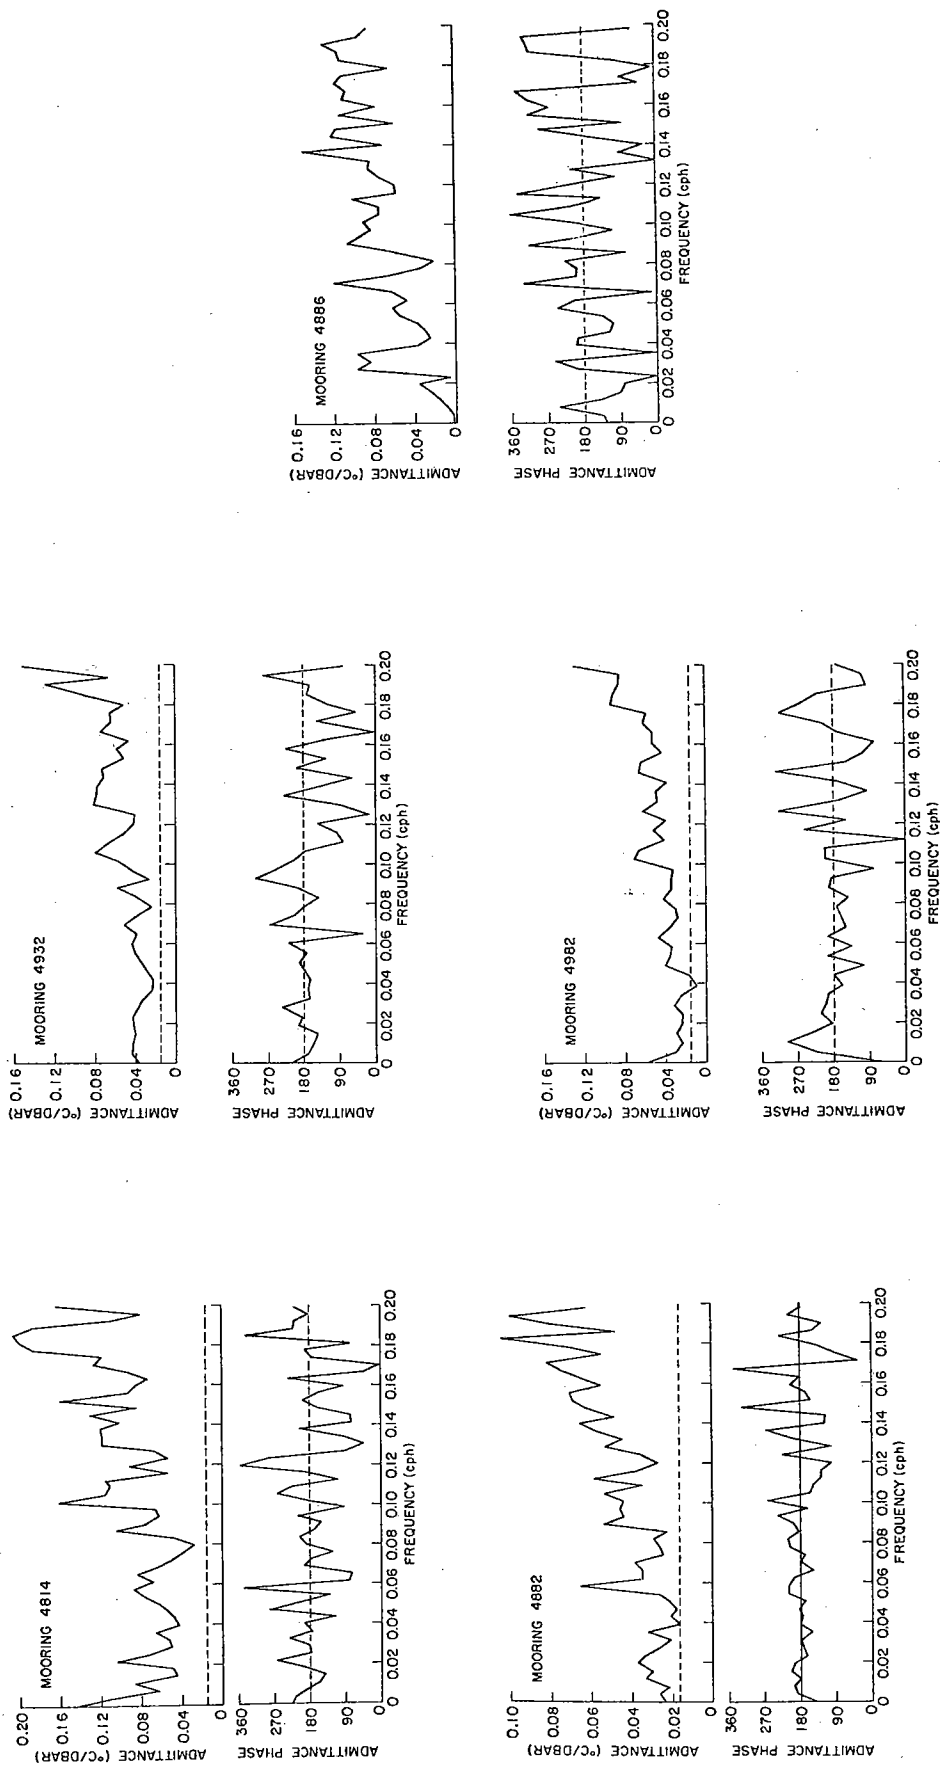 MOORING 4814
ADMITTANCE (°C/DBAR)
0.20
0.16
0.12
0.08
0.04
ADMITTANCE PHASE
360
270
180
90
0
0 0.02 0.04 0.06 0.08 0.10 0.12 0.14 0.16 0.18 0.20
FREQUENCY (cph)
MOORING 4932
ADMITTANCE (°C/DBAR)
0.16
0.12
0.08
0.04
0
ADMITTANCE PHASE
360
270
180
90
0
0 0.02 0.04 0.06 0.08 0.10 0.12 0.14 0.16 0.18 0.20
FREQUENCY (cph)
MOORING 4886
ADMITTANCE (°C/DBAR)
0.16
0.12
0.08
0.04
0
ADMITTANCE PHASE
360
270
180
90
0
0 0.02 0.04 0.06 0.08 0.10 0.12 0.14 0.16 0.18 0.20
FREQUENCY (cph)
MOORING 4882
ADMITTANCE (°C/DBAR)
0.10
0.08
0.06
0.04
0.02
0
ADMITTANCE PHASE
360
270
180
90
0
0 0.02 0.04 0.06 0.08 0.10 0.12 0.14 0.16 0.18 0.20
FREQUENCY (cph)
MOORING 4982
ADMITTANCE (°C/DBAR)
0.16
0.12
0.08
0.04
0
ADMITTANCE PHASE
360
270
180
90
0
0 0.02 0.04 0.06 0.08 0.10 0.12 0.14 0.16 0.18 0.20
FREQUENCY (cph)